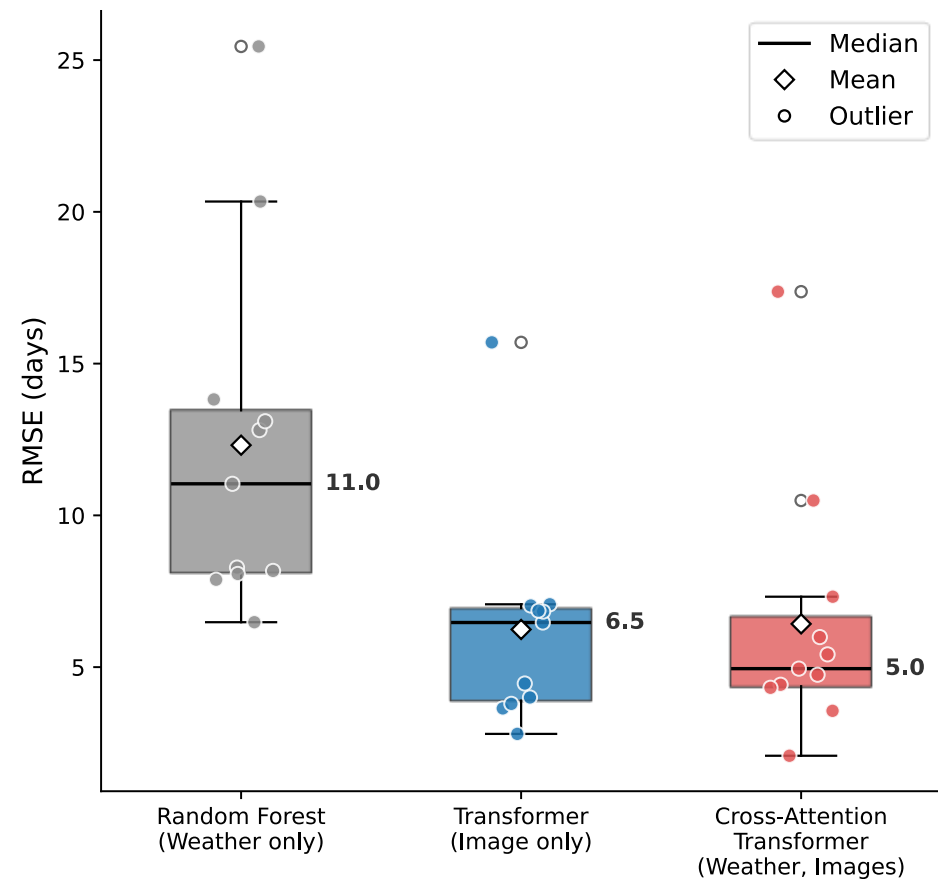 25
20
15
10
5
RMSE (days)
Median
Mean
Outlier
11.0
6.5
5.0
Random Forest
(Weather only)
Transformer
(Image only)
Cross-Attention
Transformer
(Weather, Images)